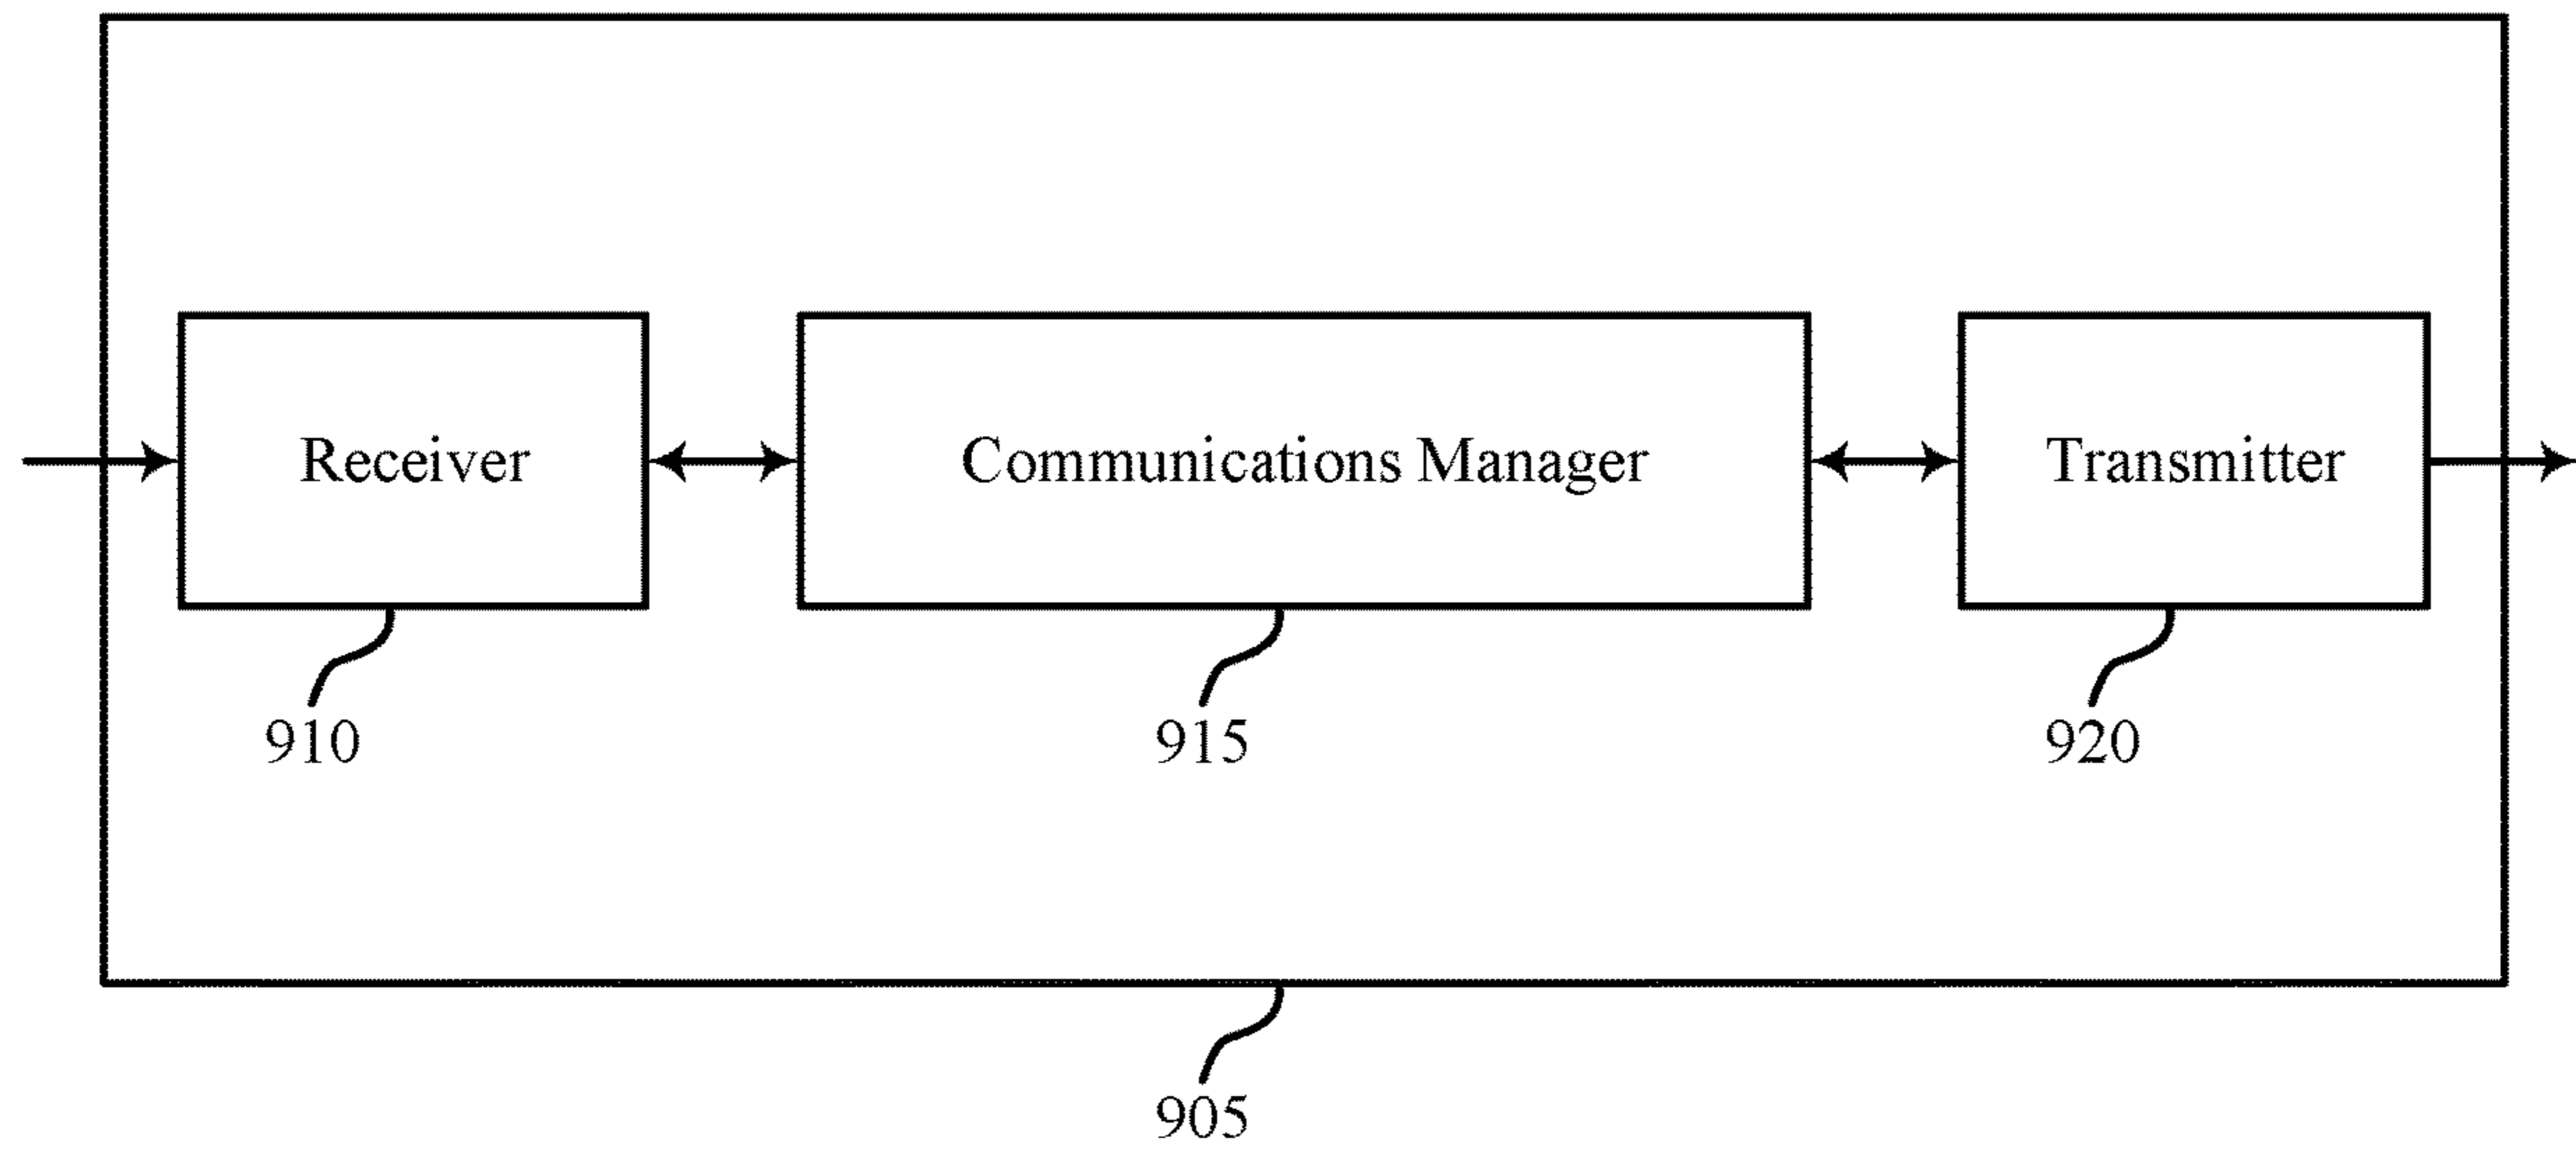 Receiver
Communications Manager
Transmitter
910
915
920
905